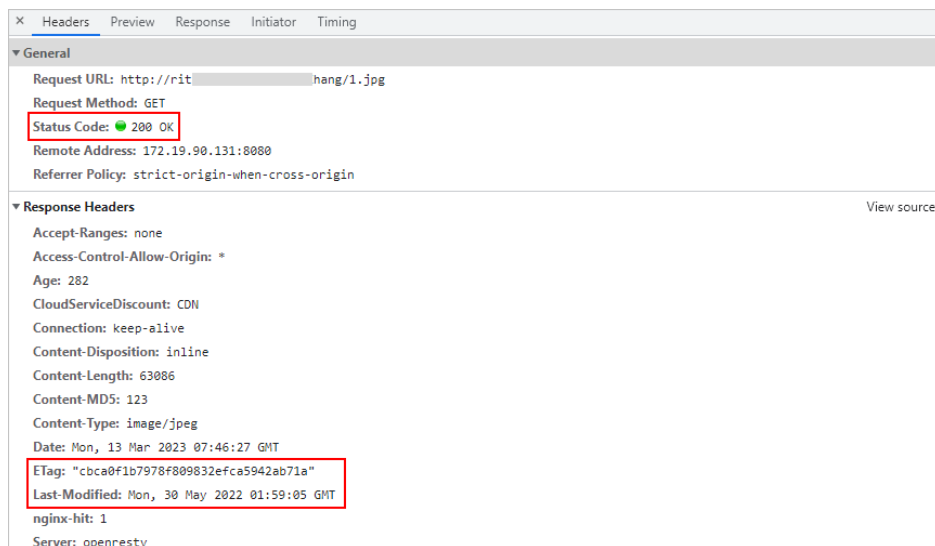 × Headers Preview Response Initiator Timing
▼ General
Request URL: http://rit hang/1.jpg
Request Method: GET
Status Code: 200 OK
Remote Address: 172.19.90.131:8080
Referrer Policy: strict-origin-when-cross-origin
▼ Response Headers View source
Accept-Ranges: none
Access-Control-Allow-Origin: *
Age: 282
CloudServiceDiscount: CDN
Connection: keep-alive
Content-Disposition: inline
Content-Length: 63086
Content-MD5: 123
Content-Type: image/jpeg
Date: Mon, 13 Mar 2023 07:46:27 GMT
ETag: "cbca0f1b7978f809832efca5942ab71a"
Last-Modified: Mon, 30 May 2022 01:59:05 GMT
nginx-hit: 1
Server: openresty